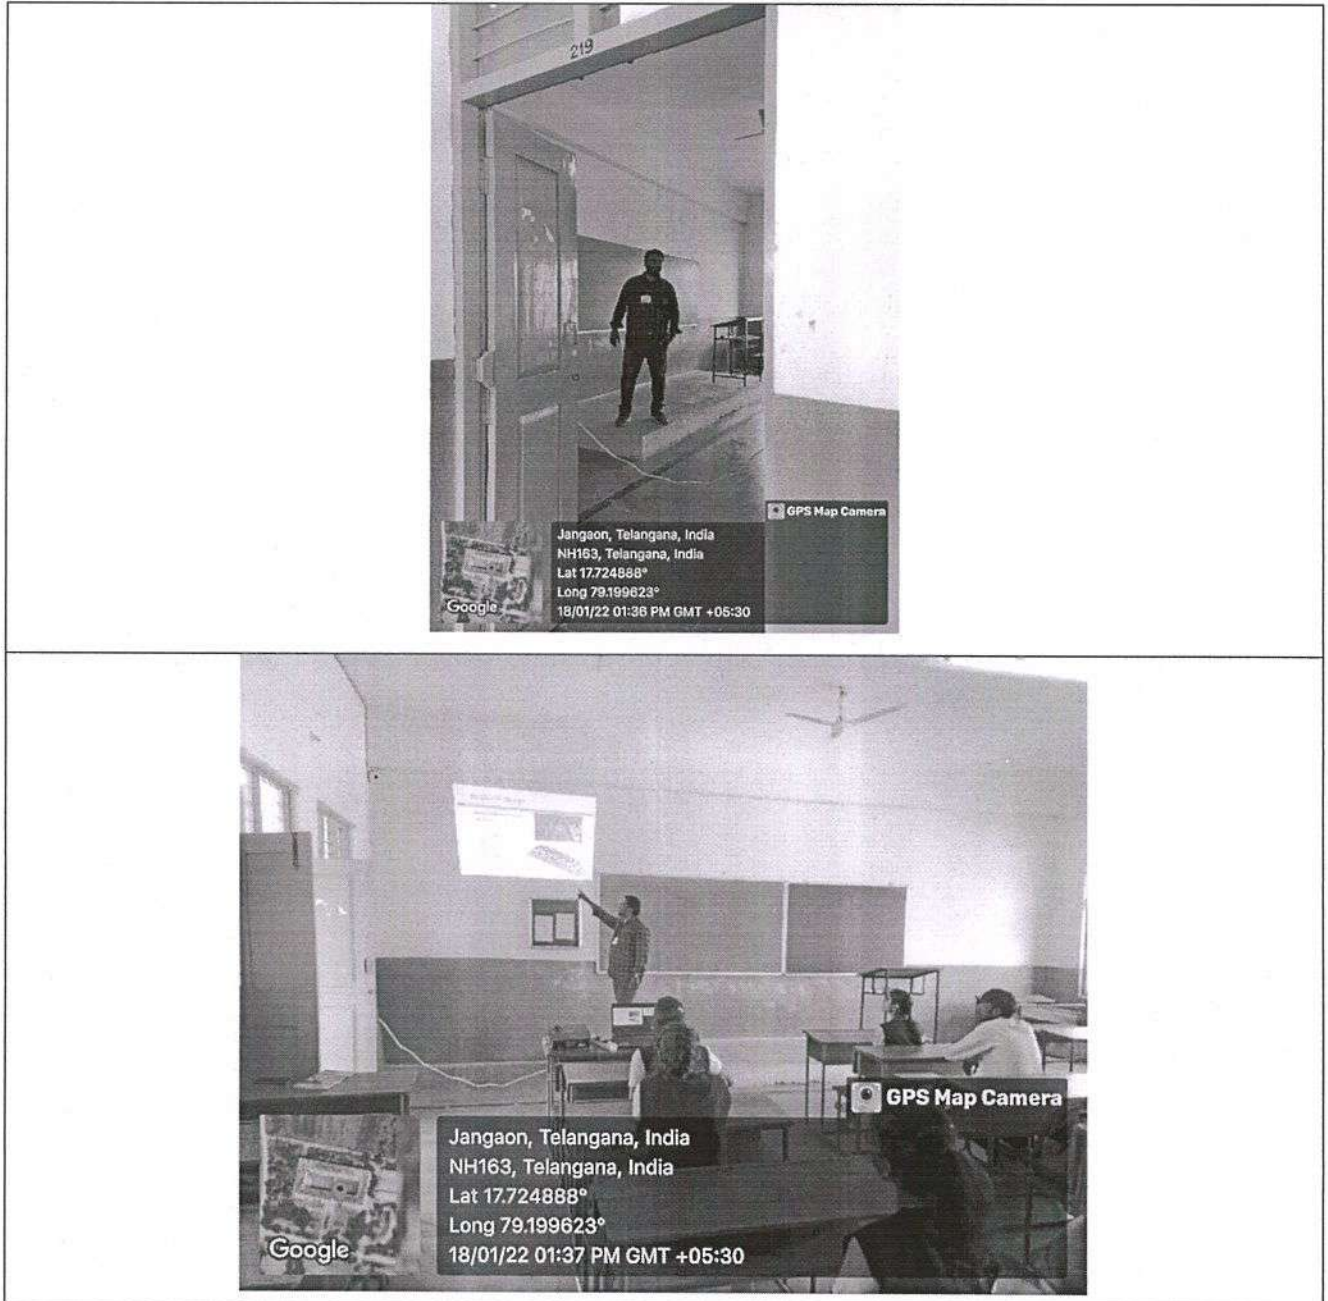 219
GPS Map Camera
Jangaon, Telangana, India
NH163, Telangana, India
Lat 17.724888°
Long 79.199623°
18/01/22 01:36 PM GMT +05:30
Google
GPS Map Camera
Jangaon, Telangana, India
NH163, Telangana, India
Lat 17.724888°
Long 79.199623°
18/01/22 01:37 PM GMT +05:30
Google